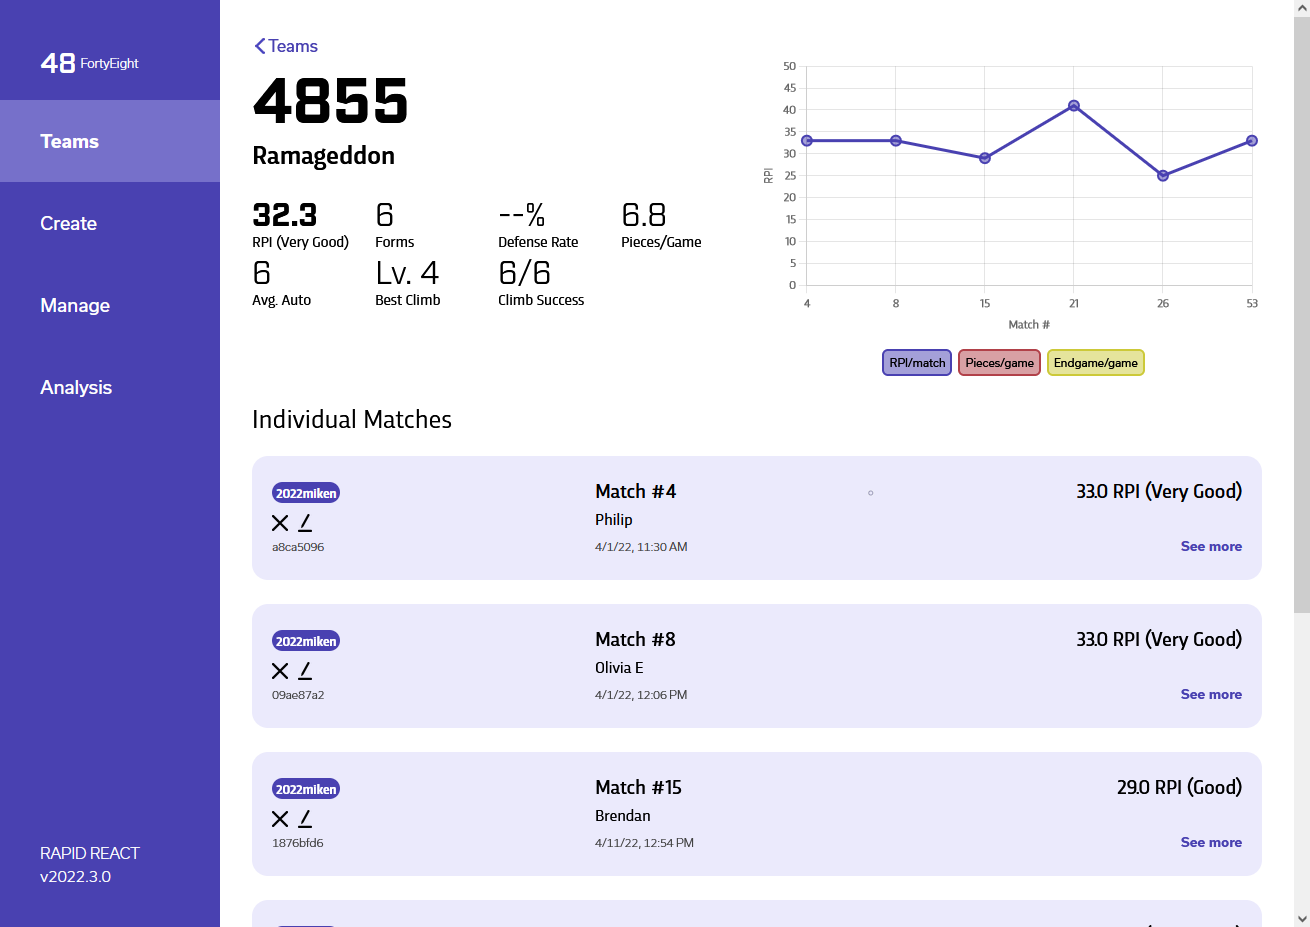 48 FortyEight
Teams
Create
Manage
Analysis
RAPID REACT
v2022.3.0
Teams
4855
Ramageddon
32.3
RPI (Very Good)
6
Forms
--%
Defense Rate
6.8
Pieces/Game
6
Avg. Auto
Lv. 4
Best Climb
6/6
Climb Success
50
45
40
35
30
25
20
15
10
5
0
RPI
4 8 15 21 26 53
Match #
RPI/match Pieces/game Endgame/game
Individual Matches
2022miken
a8ca5096
Match #4
Philip
4/1/22, 11:30 AM
33.0 RPI (Very Good)
See more
2022miken
09ae87a2
Match #8
Olivia E
4/1/22, 12:06 PM
33.0 RPI (Very Good)
See more
2022miken
1876bfd6
Match #15
Brendan
4/11/22, 12:54 PM
29.0 RPI (Good)
See more